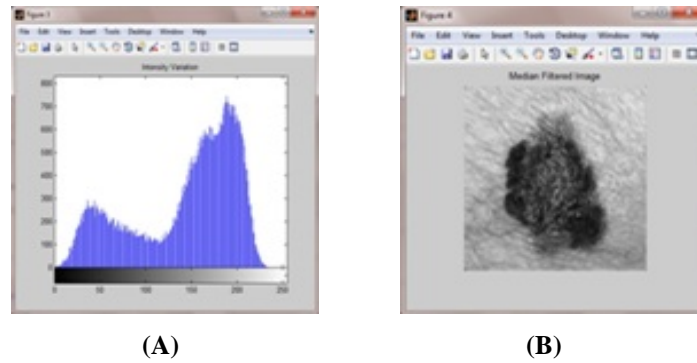 Figure 1
File Edit View Insert Tools Desktop Window Help
Intensity Variation
800
700
600
500
400
300
200
100
0
0 50 100 150 200 250
(A)
Figure 4
File Edit View Insert Tools Desktop Window Help
Median Filtered Image
(B)